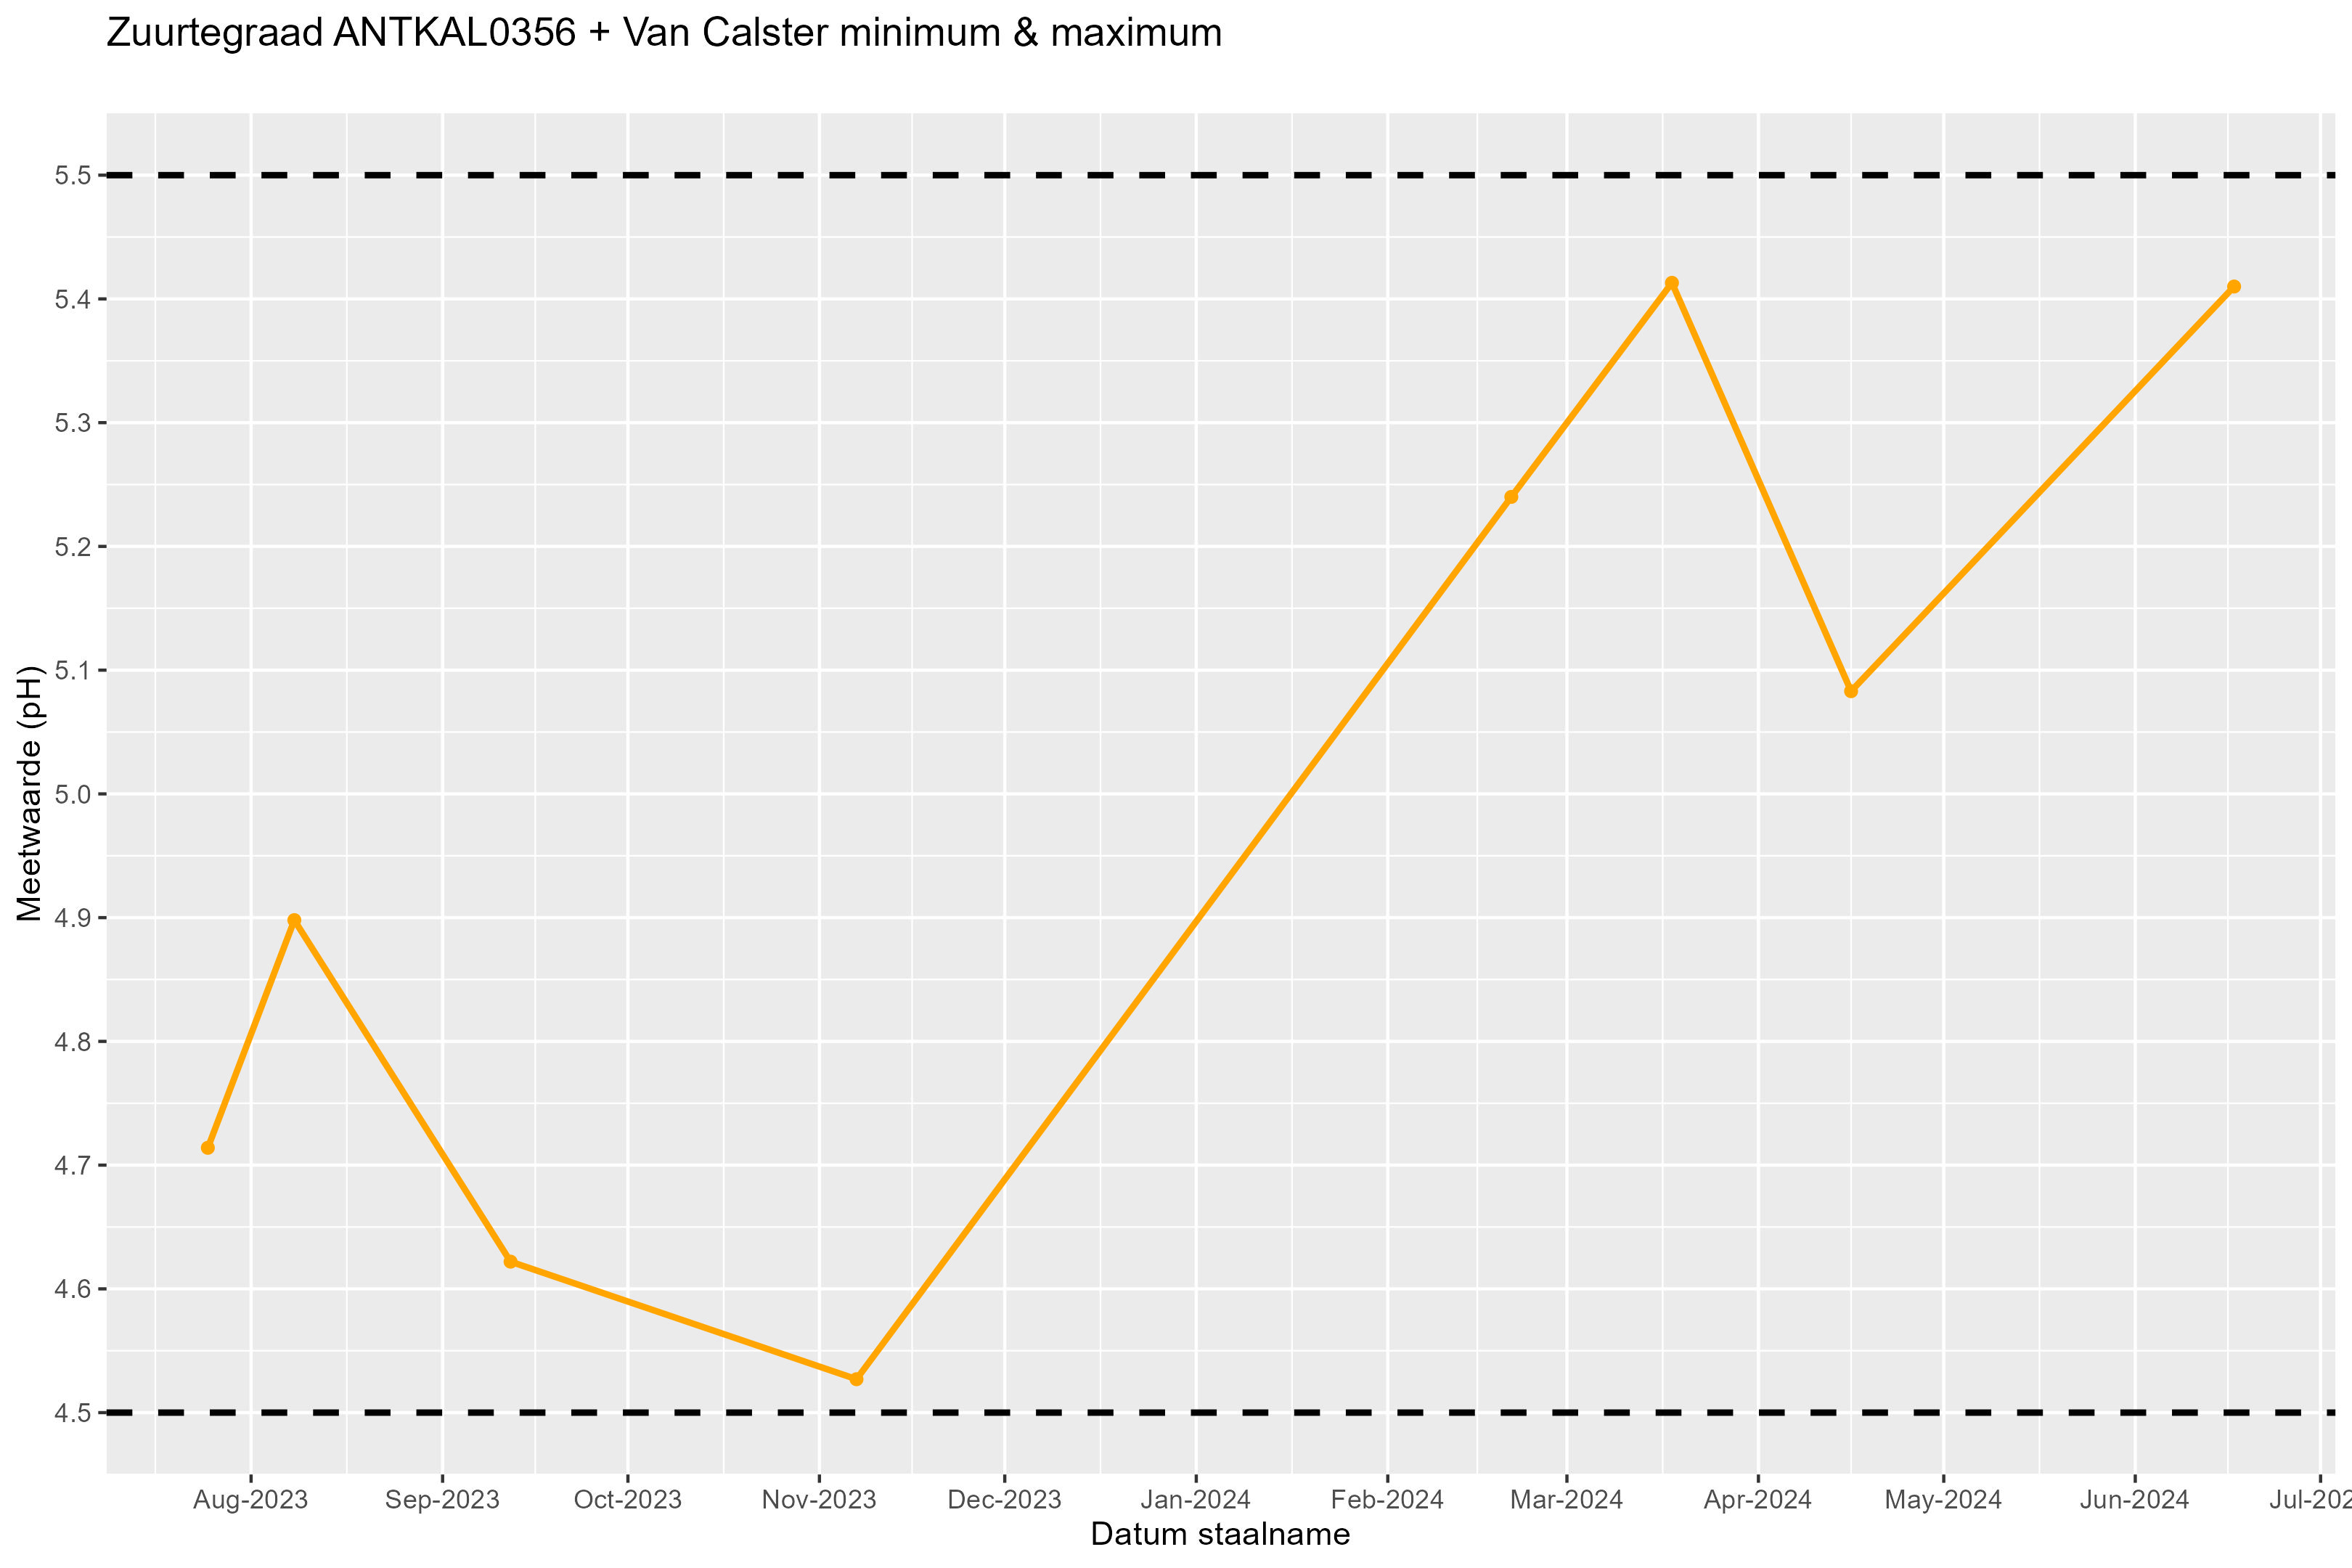 Zuurtegraad ANTKAL0356 + Van Calster minimum & maximum
Meetwaarde (pH)
5.5
5.4
5.3
5.2
5.1
5.0
4.9
4.8
4.7
4.6
4.5
Aug-2023 Sep-2023 Oct-2023 Nov-2023 Dec-2023 Jan-2024 Feb-2024 Mar-2024 Apr-2024 May-2024 Jun-2024 Jul-202
Datum staalname